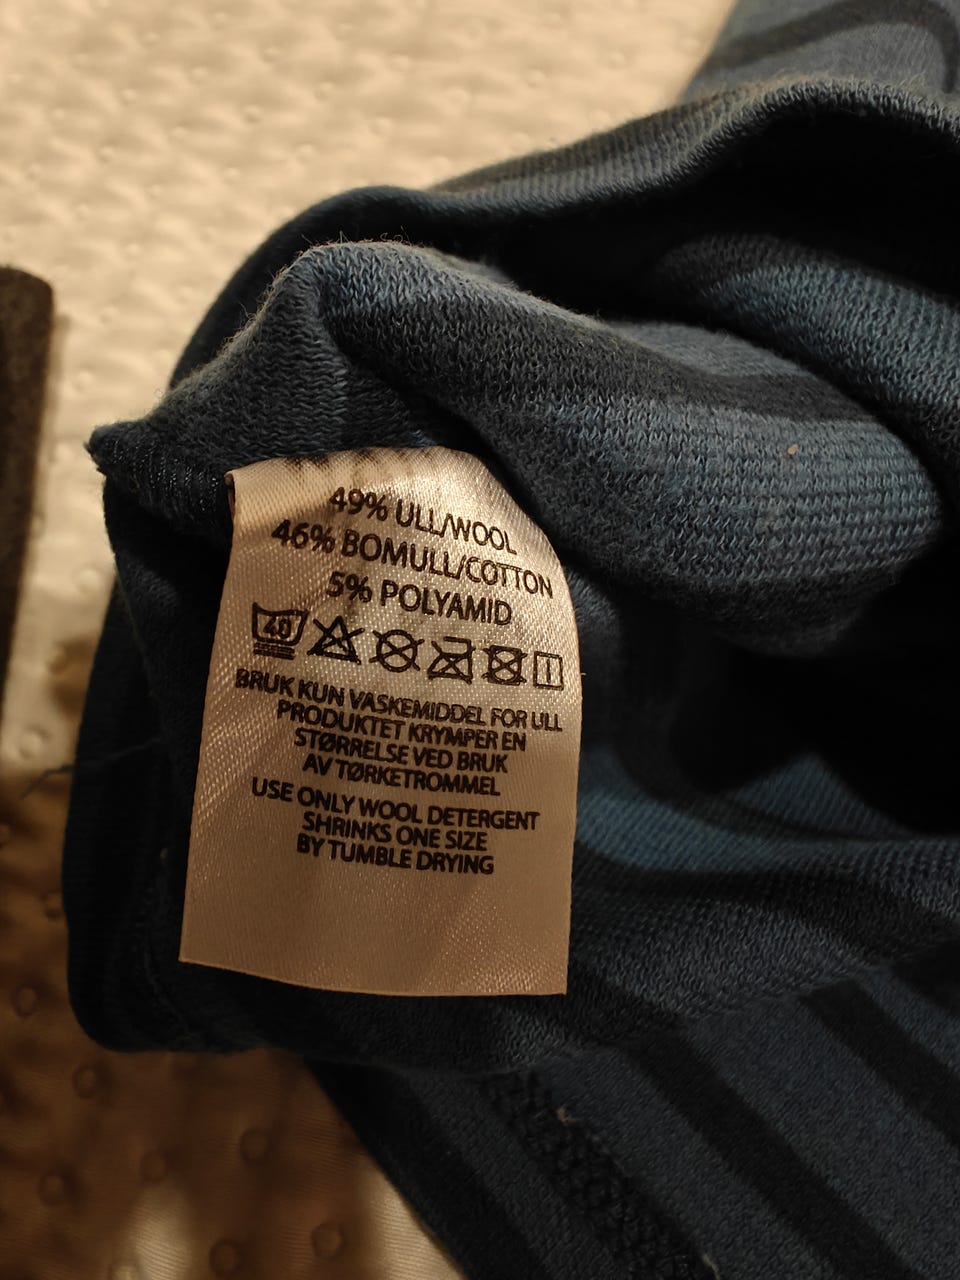 49% ULL/WOOL
46% BOMULL/COTTON
5% POLYAMID
40
BRUK KUN VASKEMIDDEL FOR ULL
PRODUKTET KRYMPER EN
STØRRELSE VED BRUK
AV TØRKETROMMEL
USE ONLY WOOL DETERGENT
SHRINKS ONE SIZE
BY TUMBLE DRYING